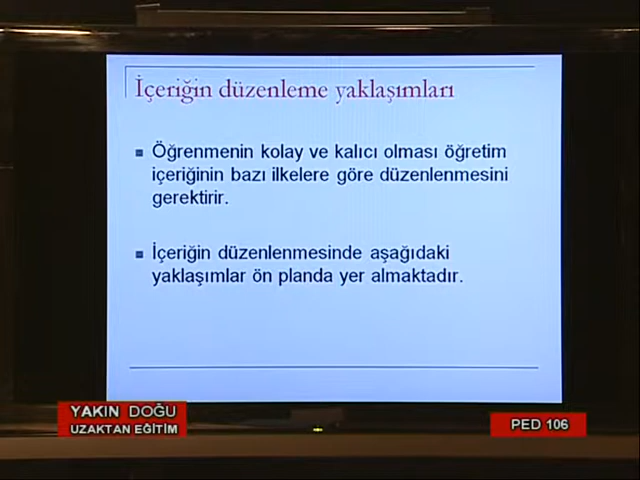 İçeriğin düzenleme yaklaşımları
Öğrenmenin kolay ve kalıcı olması öğretim
içeriğinin bazı ilkelere göre düzenlenmesini
gerektirir.
İçeriğin düzenlenmesinde aşağıdaki
yaklaşımlar ön planda yer almaktadır.
YAKIN DOĞU
UZAKTAN EĞİTİM
PED 106